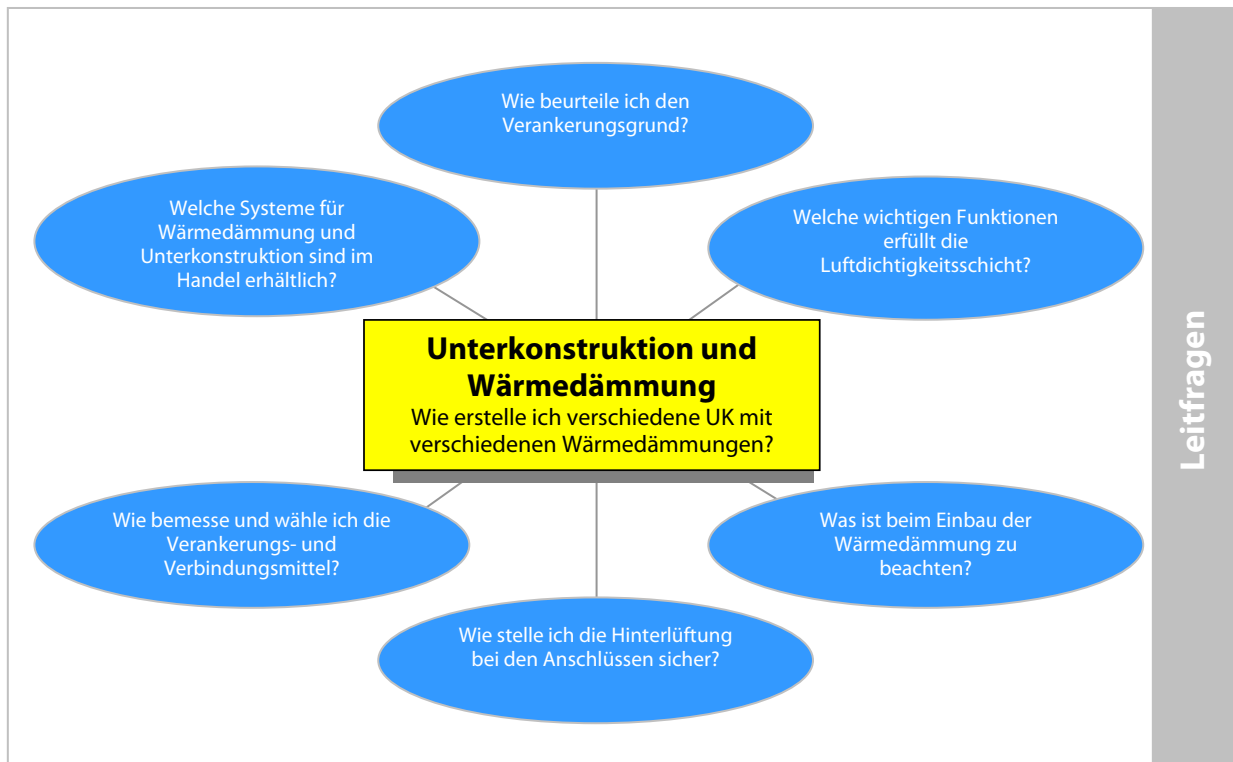 Wie beurteile ich den
Verankerungsgrund?
Welche Systeme für
Wärmedämmung und
Unterkonstruktion sind im
Handel erhältlich?
Welche wichtigen Funktionen
erfüllt die
Luftdichtigkeitsschicht?
Unterkonstruktion und
Wärmedämmung
Wie erstelle ich verschiedene UK mit
verschiedenen Wärmedämmungen?
Wie bemesse und wähle ich die
Verankerungs- und
Verbindungsmittel?
Was ist beim Einbau der
Wärmedämmung zu
beachten?
Wie stelle ich die Hinterlüftung
bei den Anschlüssen sicher?
Leitfragen